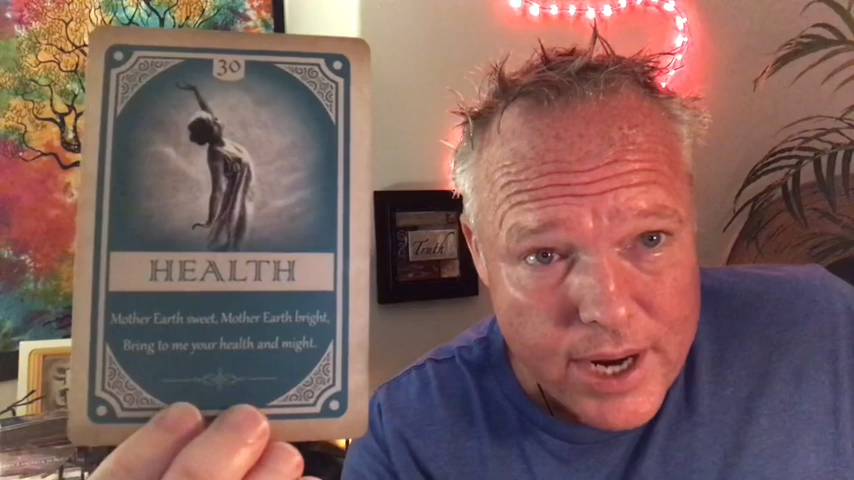 30
HEALTH
Mother Earth sweet, Mother Earth bright,
Bring to me your health and might.
Truth